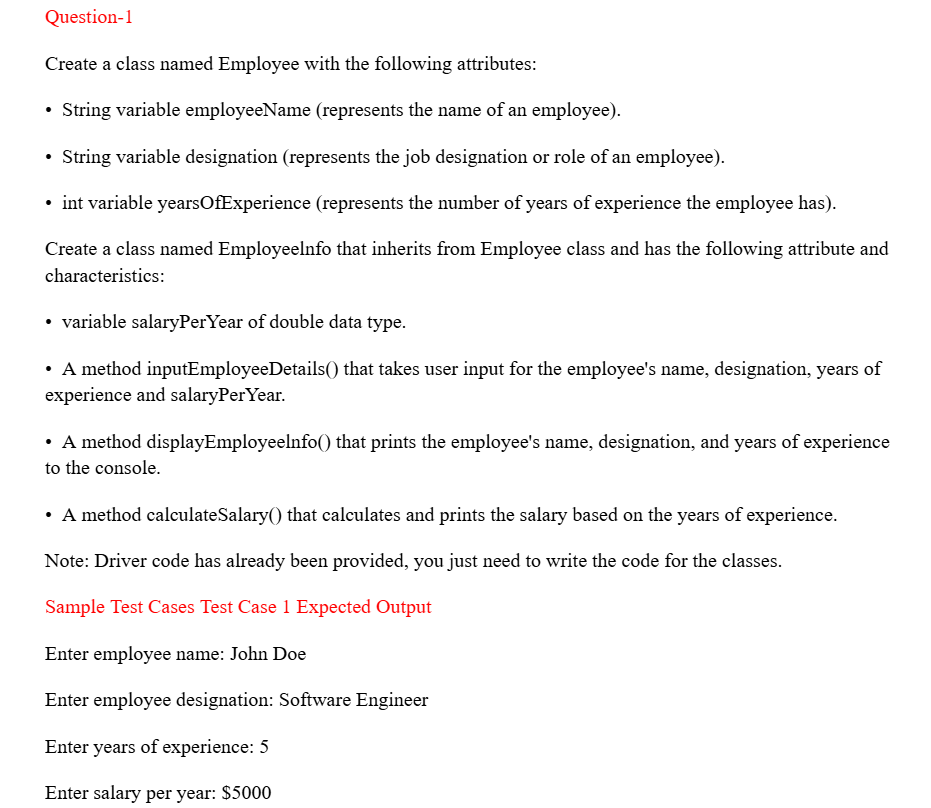 Question-1
Create a class named Employee with the following attributes:
• String variable employeeName (represents the name of an employee).
• String variable designation (represents the job designation or role of an employee).
• int variable yearsOfExperience (represents the number of years of experience the employee has).
Create a class named Employeelnfo that inherits from Employee class and has the following attribute and
characteristics:
• variable salaryPerYear of double data type.
• A method inputEmployeeDetails() that takes user input for the employee's name, designation, years of
experience and salaryPerYear.
• A method displayEmployeelnfo() that prints the employee's name, designation, and years of experience
to the console.
• A method calculateSalary() that calculates and prints the salary based on the years of experience.
Note: Driver code has already been provided, you just need to write the code for the classes.
Sample Test Cases Test Case 1 Expected Output
Enter employee name: John Doe
Enter employee designation: Software Engineer
Enter years of experience: 5
Enter salary per year: $5000